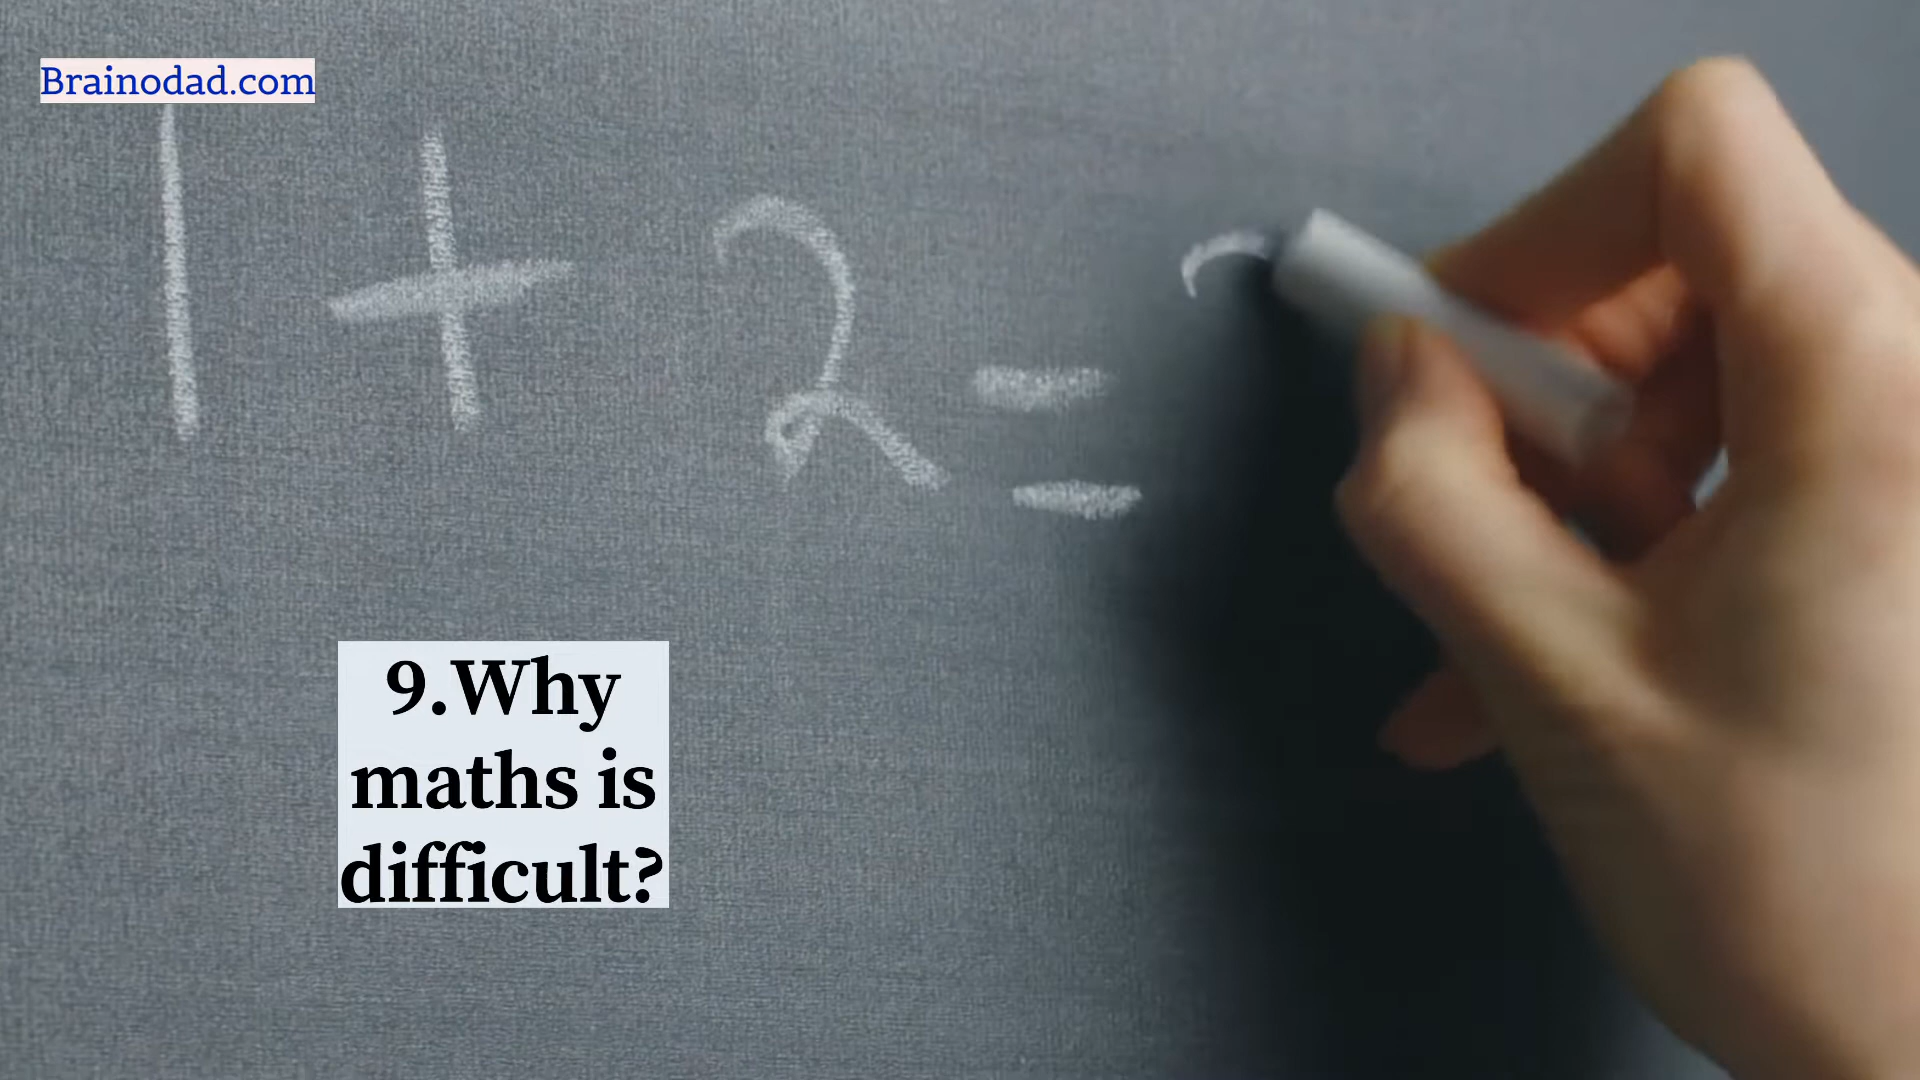 Brainodad.com
1 + 2 =
9.Why
maths is
difficult?